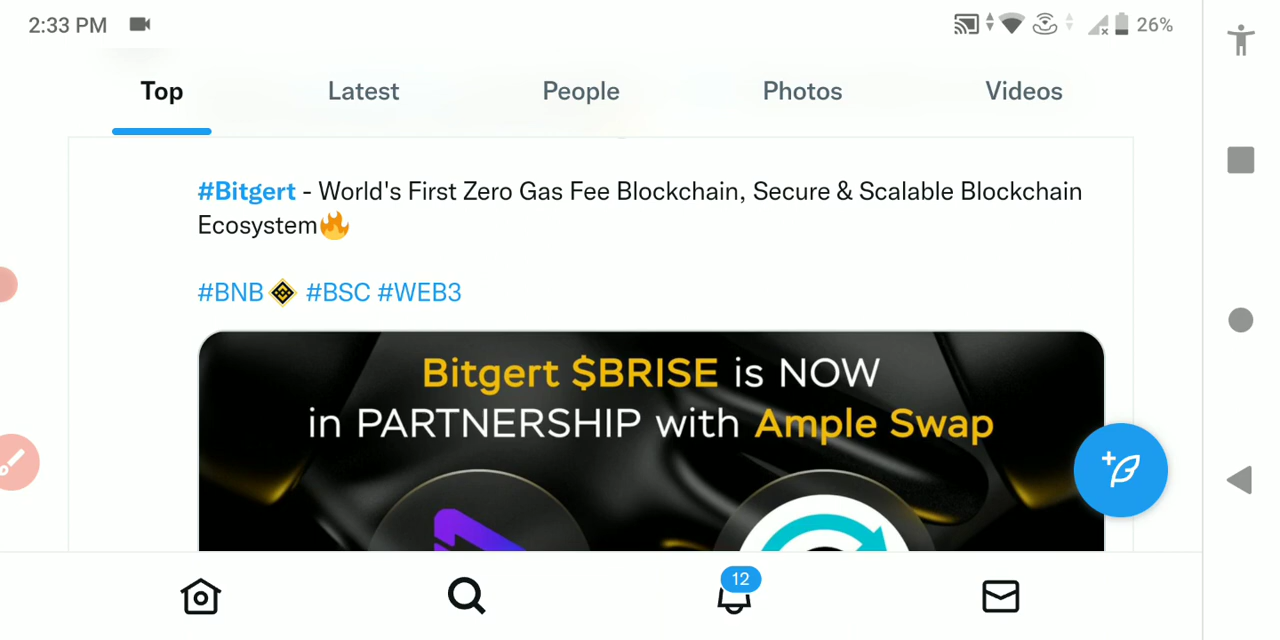 2:33 PM 26%
Top Latest People Photos Videos
#Bitgert - World's First Zero Gas Fee Blockchain, Secure & Scalable Blockchain
Ecosystem🔥
#BNB #BSC #WEB3
Bitgert $BRISE is NOW
in PARTNERSHIP with Ample Swap
12